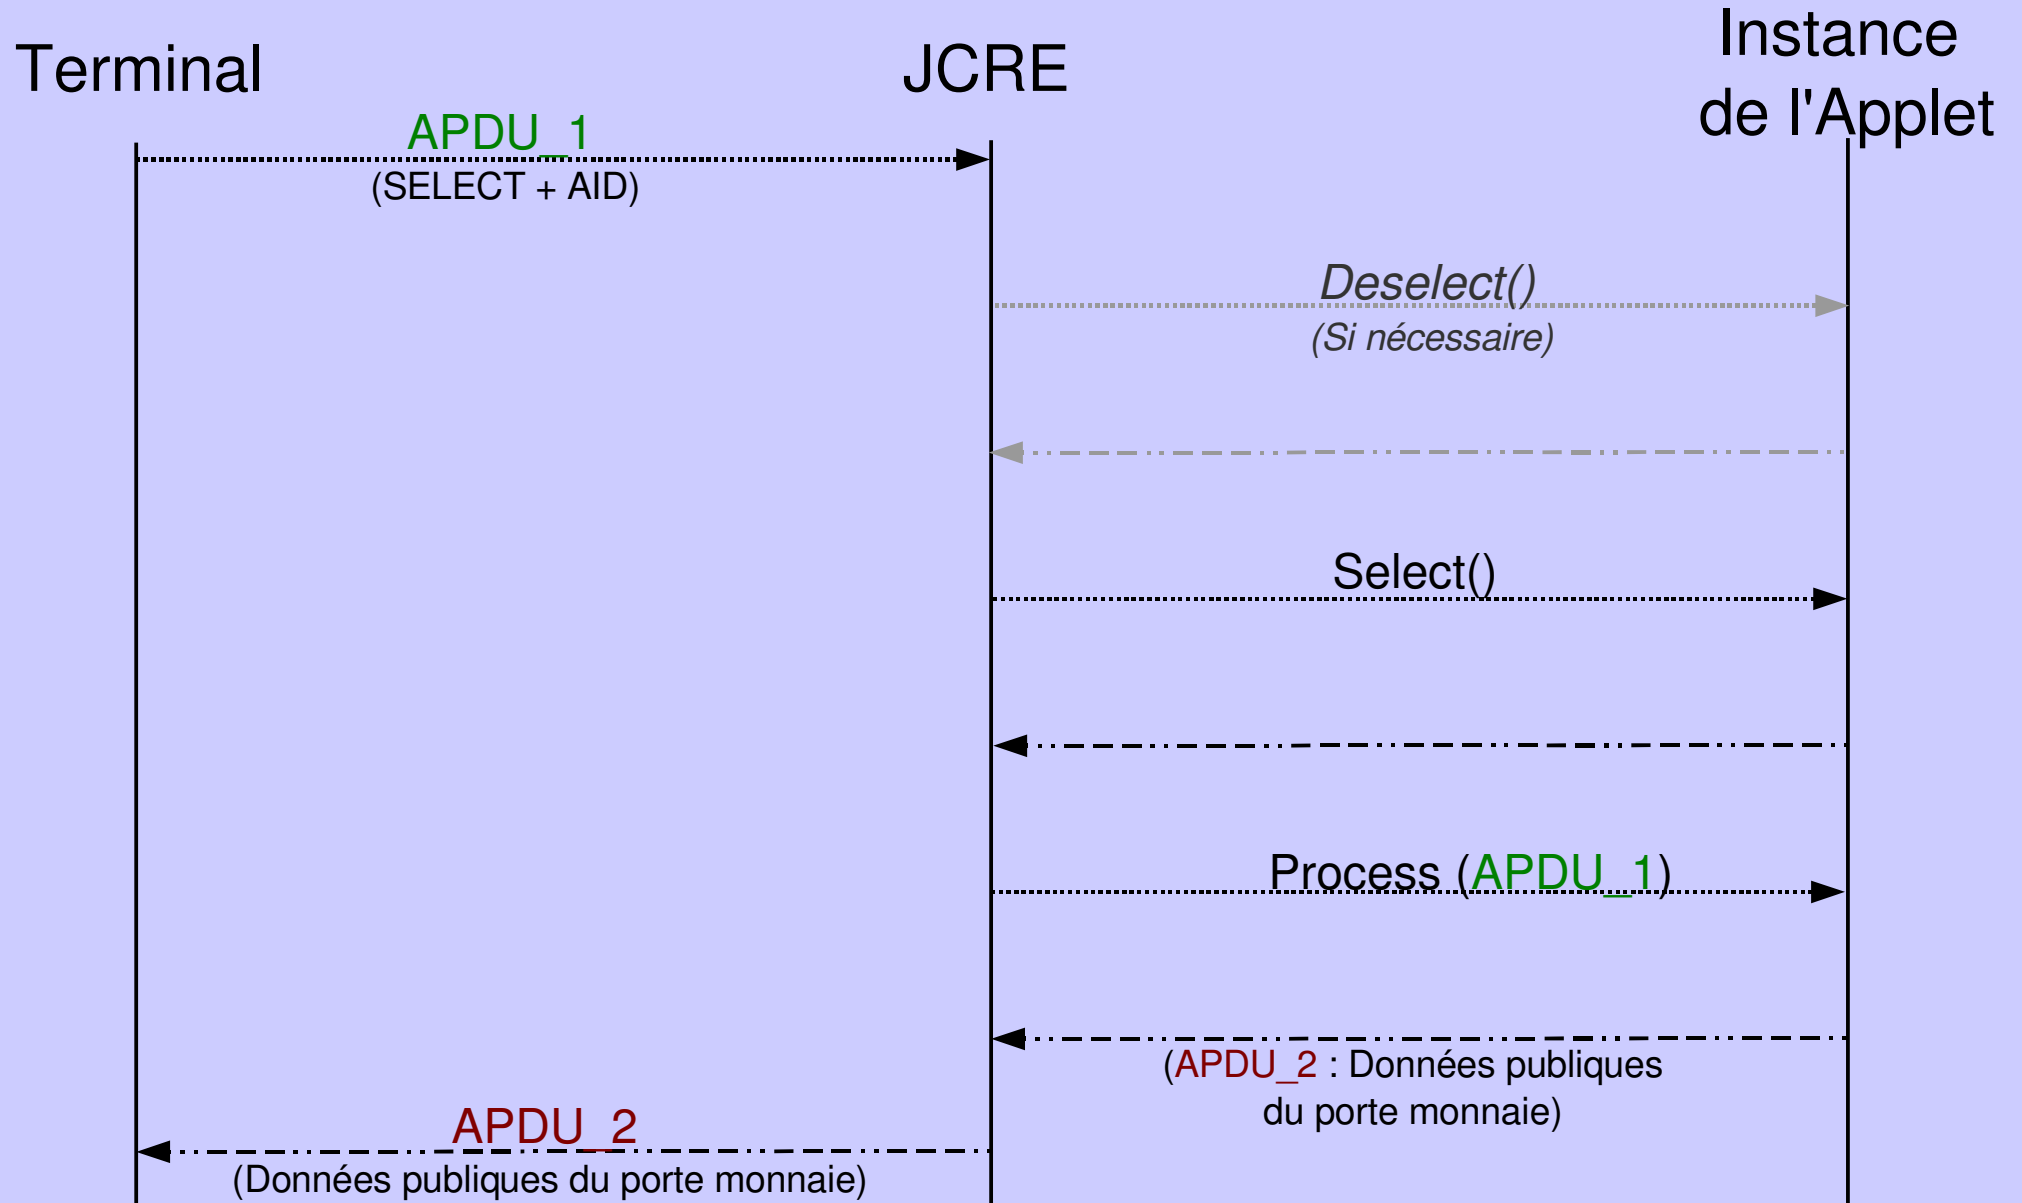 Terminal
JCRE
Instance
de l'Applet
APDU_1
(SELECT + AID)
Deselect()
(Si nécessaire)
Select()
Process (APDU_1)
(APDU_2 : Données publiques
du porte monnaie)
APDU_2
(Données publiques du porte monnaie)